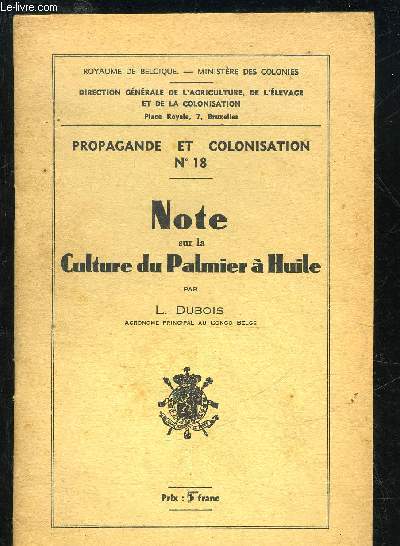 ROYAUME DE BELGIQUE. — MINISTÈRE DES COLONIES
DIRECTION GÉNÉRALE DE L'AGRICULTURE, DE L'ÉLEVAGE
ET DE LA COLONISATION
Place Royale, 7, Bruxelles
PROPAGANDE ET COLONISATION
N° 18
Note
sur la
Culture du Palmier à Huile
PAR
L. DUBOIS
AGRONOME PRINCIPAL AU CONGO BELGE
Prix : 5 franc
le-livre